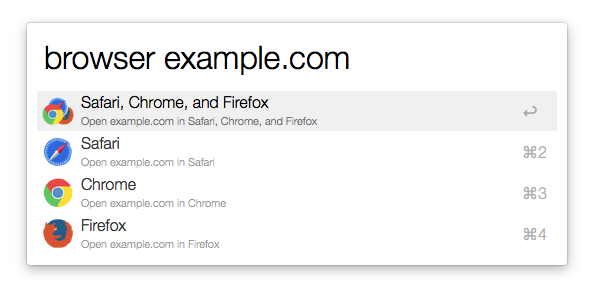 browser example.com
Safari, Chrome, and Firefox
Open example.com in Safari, Chrome, and Firefox
↩
Safari
Open example.com in Safari
⌘2
Chrome
Open example.com in Chrome
⌘3
Firefox
Open example.com in Firefox
⌘4